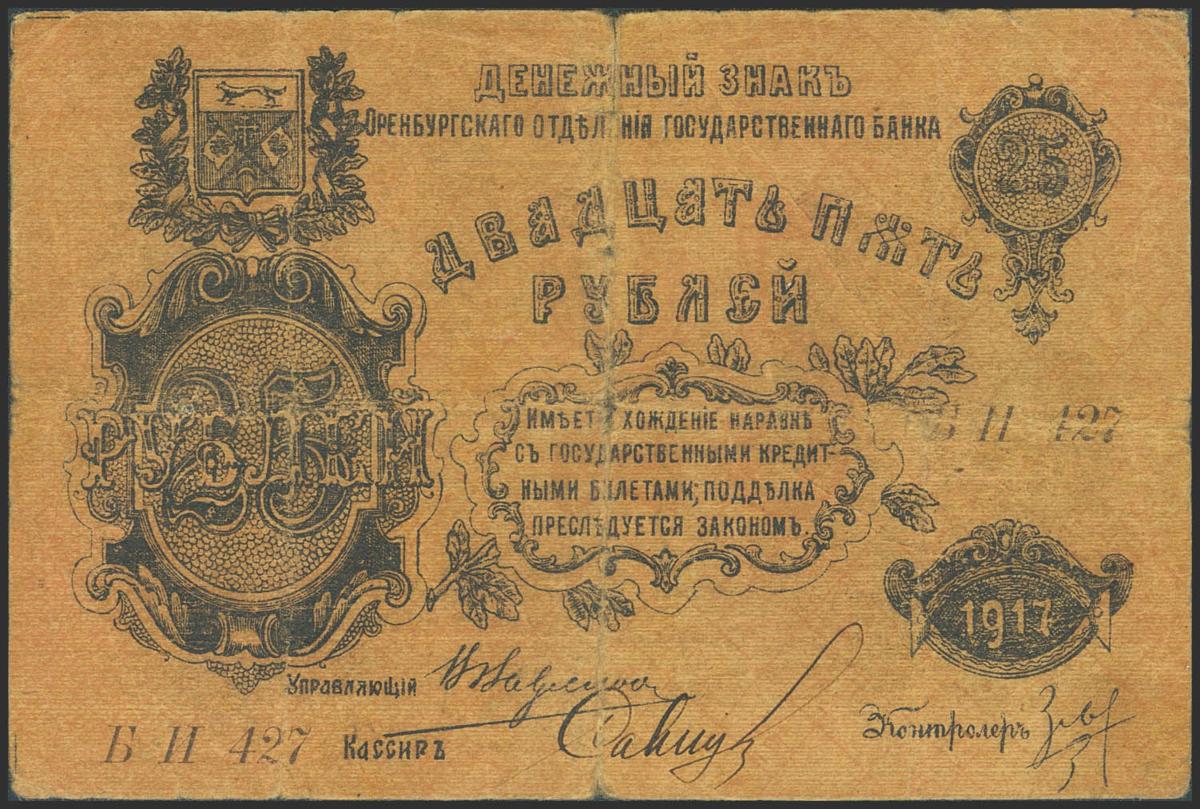 Денежный знакъ
Оренбургскаго отдѣленія государственнаго банка
25
Двадцать пять
рублей
25
рублей
Имѣетъ хожденіе наравнѣ
съ государственными кредит-
ными билетами; поддѣлка
преслѣдуется закономъ.
Б И 427
1917
Управляющій
Б И 427 Кассиръ
Контролеръ